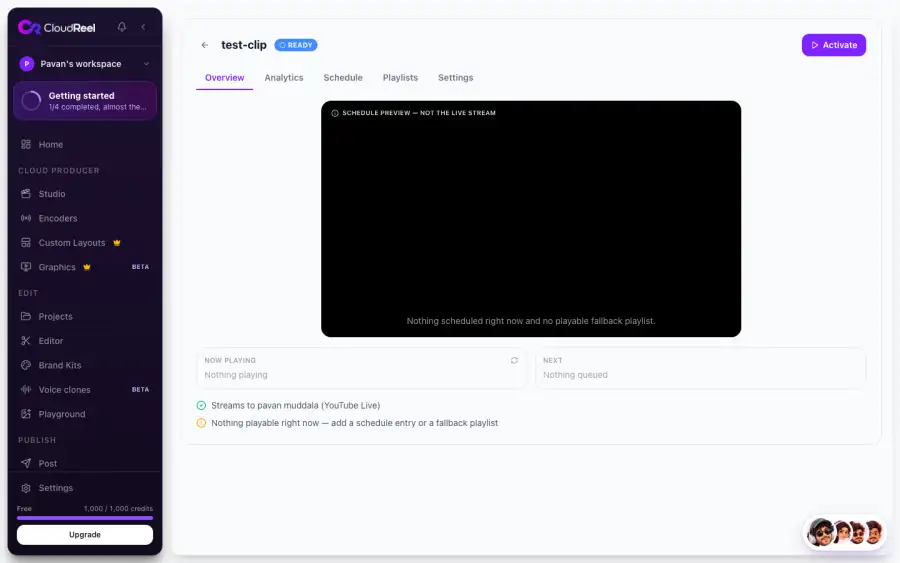 CloudReel
P Pavan's workspace
Getting started
1/4 completed, almost the...
Home
CLOUD PRODUCER
Studio
Encoders
Custom Layouts
Graphics BETA
EDIT
Projects
Editor
Brand Kits
Voice clones BETA
Playground
PUBLISH
Post
Settings
Free 1,000 / 1,000 credits
Upgrade
test-clip READY
Activate
Overview Analytics Schedule Playlists Settings
SCHEDULE PREVIEW — NOT THE LIVE STREAM
Nothing scheduled right now and no playable fallback playlist.
NOW PLAYING
Nothing playing
NEXT
Nothing queued
Streams to pavan muddala (YouTube Live)
Nothing playable right now — add a schedule entry or a fallback playlist